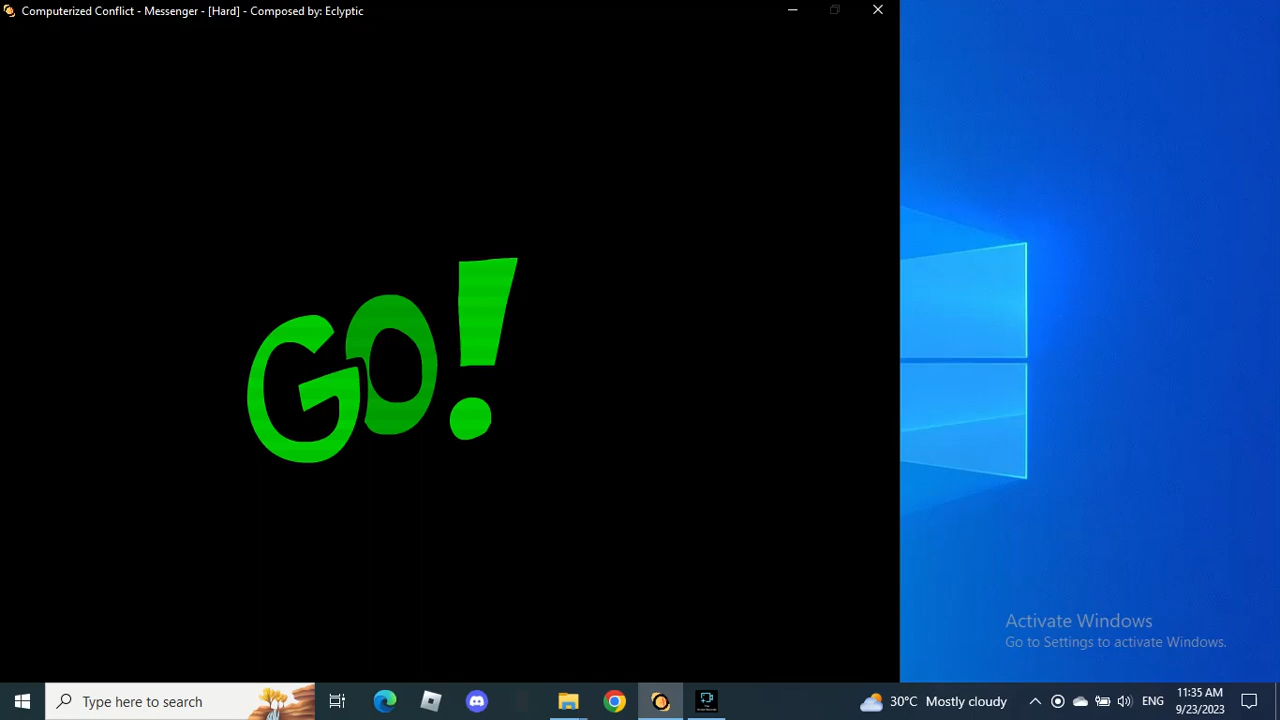 Computerized Conflict - Messenger - [Hard] - Composed by: Eclyptic
GO!
Activate Windows
Go to Settings to activate Windows.
Type here to search
30°C Mostly cloudy
ENG
11:35 AM
9/23/2023